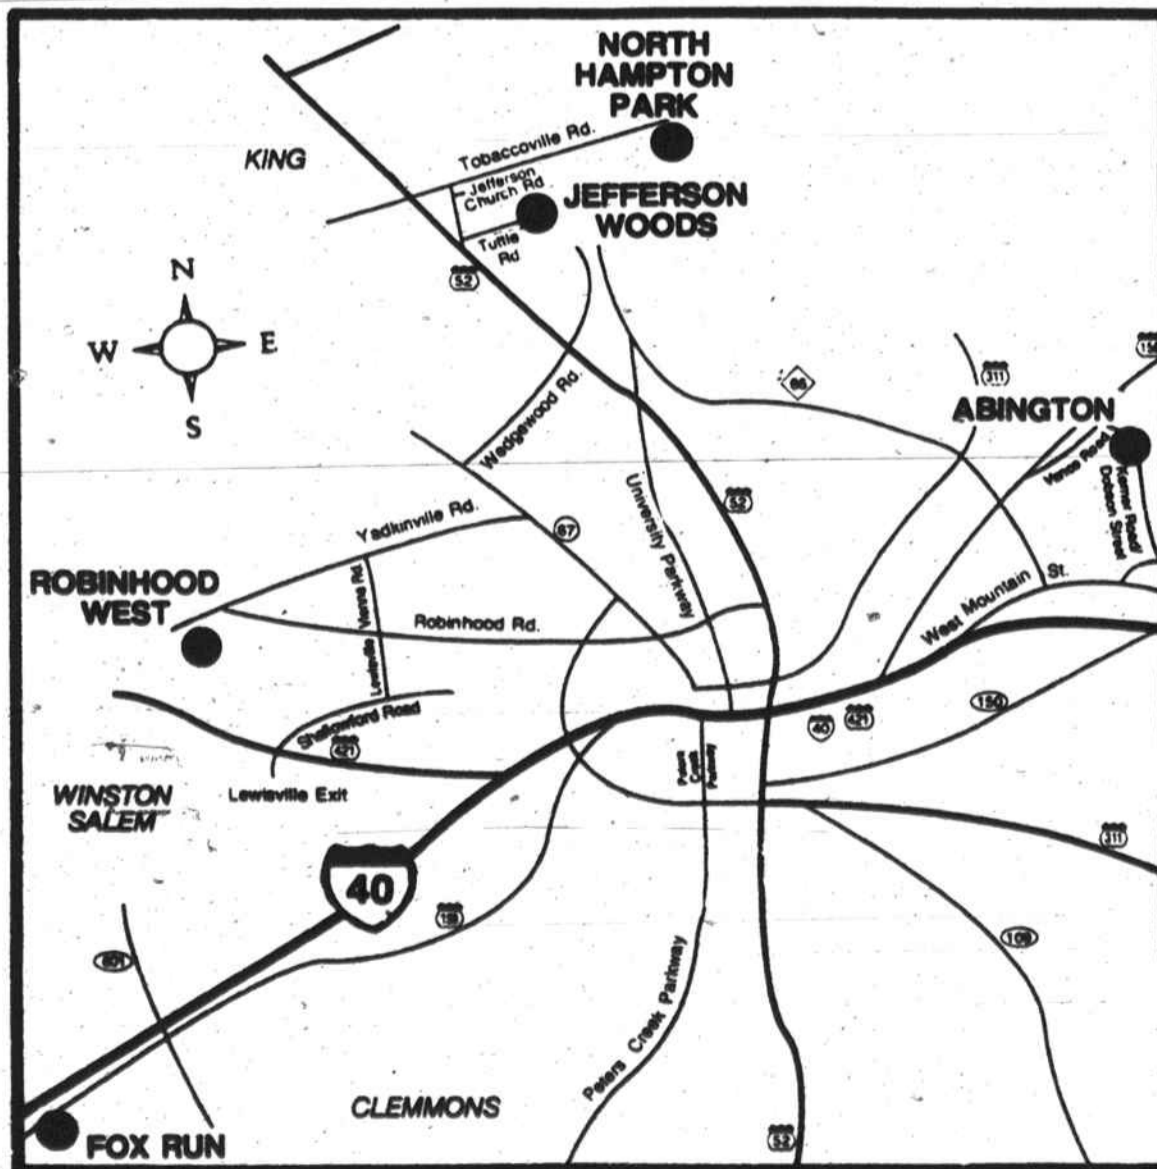 NORTH
HAMPTON
PARK
KING
Tobaccoville Rd.
Jefferson
Church Rd
JEFFERSON
WOODS
Tuttle
Rd
52
N
W
E
S
66
311
ABINGTON
Wedgewood Rd.
University Parkway
52
Vance Road
Kerner Road/
Dobson Street
Yadkinville Rd.
67
ROBINHOOD
WEST
Robinhood Rd.
Lewisville Vienna Rd
West Mountain St.
Shallowford Road
421
150
40
421
Peters
Creek
Parkway
Lewisville Exit
WINSTON
SALEM
311
40
158
109
801
Peters Creek Parkway
CLEMMONS
52
FOX RUN